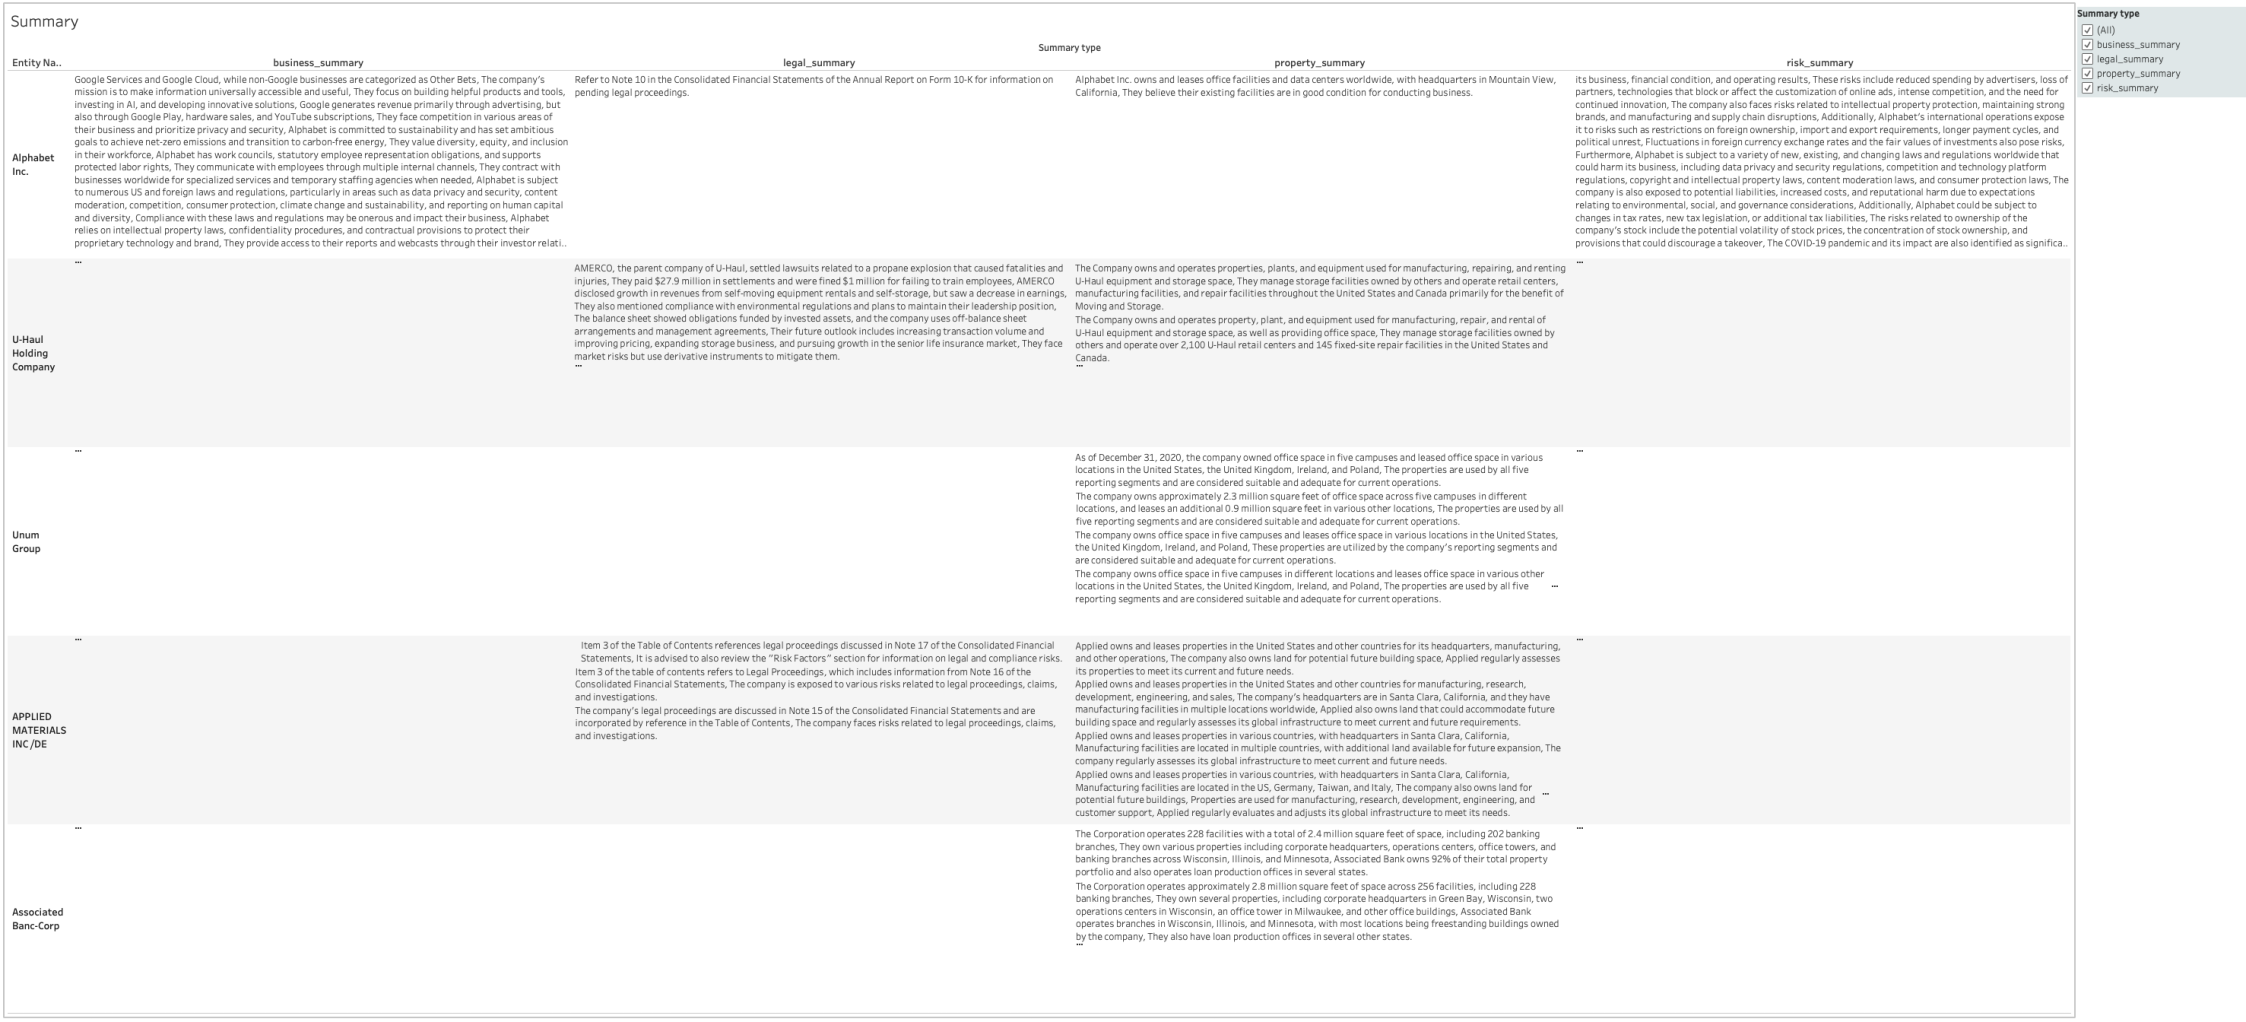 Summary
Summary type
Entity Na..
business_summary
legal_summary
property_summary
risk_summary
Alphabet
Inc.
Google Services and Google Cloud, while non-Google businesses are categorized as Other Bets, The company's
mission is to make information universally accessible and useful, They focus on building helpful products and tools,
investing in AI, and developing innovative solutions, Google generates revenue primarily through advertising, but
also through Google Play, hardware sales, and YouTube subscriptions, They face competition in various areas of
their business and prioritize privacy and security, Alphabet is committed to sustainability and has set ambitious
goals to achieve net-zero emissions and transition to carbon-free energy, They value diversity, equity, and inclusion
in their workforce, Alphabet has work councils, statutory employee representation obligations, and supports
protected labor rights, They communicate with employees through multiple internal channels, They contract with
businesses worldwide for specialized services and temporary staffing agencies when needed, Alphabet is subject
to numerous US and foreign laws and regulations, particularly in areas such as data privacy and security, content
moderation, competition, consumer protection, climate change and sustainability, and reporting on human capital
and diversity, Compliance with these laws and regulations may be onerous and impact their business, Alphabet
relies on intellectual property laws, confidentiality procedures, and contractual provisions to protect their
proprietary technology and brand, They provide access to their reports and webcasts through their investor relati..
Refer to Note 10 in the Consolidated Financial Statements of the Annual Report on Form 10-K for information on
pending legal proceedings.
Alphabet Inc. owns and leases office facilities and data centers worldwide, with headquarters in Mountain View,
California, They believe their existing facilities are in good condition for conducting business.
its business, financial condition, and operating results, These risks include reduced spending by advertisers, loss of
partners, technologies that block or affect the customization of online ads, intense competition, and the need for
continued innovation, The company also faces risks related to intellectual property protection, maintaining strong
brands, and manufacturing and supply chain disruptions, Additionally, Alphabet's international operations expose
it to risks such as restrictions on foreign ownership, import and export requirements, longer payment cycles, and
political unrest, Fluctuations in foreign currency exchange rates and the fair values of investments also pose risks,
Furthermore, Alphabet is subject to a variety of new, existing, and changing laws and regulations worldwide that
could harm its business, including data privacy and security regulations, competition and technology platform
regulations, copyright and intellectual property laws, content moderation laws, and consumer protection laws, The
company is also exposed to potential liabilities, increased costs, and reputational harm due to expectations
relating to environmental, social, and governance considerations, Additionally, Alphabet could be subject to
changes in tax rates, new tax legislation, or additional tax liabilities, The risks related to ownership of the
company's stock include the potential volatility of stock prices, the concentration of stock ownership, and
provisions that could discourage a takeover, The COVID-19 pandemic and its impact are also identified as significa..
U-Haul
Holding
Company
...
AMERCO, the parent company of U-Haul, settled lawsuits related to a propane explosion that caused fatalities and
injuries, They paid $27.9 million in settlements and were fined $1 million for failing to train employees, AMERCO
disclosed growth in revenues from self-moving equipment rentals and self-storage, but saw a decrease in earnings,
They also mentioned compliance with environmental regulations and plans to maintain their leadership position,
The balance sheet showed obligations funded by invested assets, and the company uses off-balance sheet
arrangements and management agreements, Their future outlook includes increasing transaction volume and
improving pricing, expanding storage business, and pursuing growth in the senior life insurance market, They face
market risks but use derivative instruments to mitigate them.
...
The Company owns and operates properties, plants, and equipment used for manufacturing, repairing, and renting
U-Haul equipment and storage space, They manage storage facilities owned by others and operate retail centers,
manufacturing facilities, and repair facilities throughout the United States and Canada primarily for the benefit of
Moving and Storage.
The Company owns and operates property, plant, and equipment used for manufacturing, repair, and rental of
U-Haul equipment and storage space, as well as providing office space, They manage storage facilities owned by
others and operate over 2,100 U-Haul retail centers and 145 fixed-site repair facilities in the United States and
Canada.
...
...
Unum
Group
...
As of December 31, 2020, the company owned office space in five campuses and leased office space in various
locations in the United States, the United Kingdom, Ireland, and Poland, The properties are used by all five
reporting segments and are considered suitable and adequate for current operations.
The company owns approximately 2.3 million square feet of office space across five campuses in different
locations, and leases an additional 0.9 million square feet in various other locations, The properties are used by all
five reporting segments and are considered suitable and adequate for current operations.
The company owns office space in five campuses and leases office space in various locations in the United States,
the United Kingdom, Ireland, and Poland, These properties are utilized by the company's reporting segments and
are considered suitable and adequate for current operations.
The company owns office space in five campuses in different locations and leases office space in various other
locations in the United States, the United Kingdom, Ireland, and Poland, The properties are used by all five ...
reporting segments and are considered suitable and adequate for current operations.
...
APPLIED
MATERIALS
INC /DE
...
Item 3 of the Table of Contents references legal proceedings discussed in Note 17 of the Consolidated Financial
Statements, It is advised to also review the "Risk Factors" section for information on legal and compliance risks.
Item 3 of the table of contents refers to Legal Proceedings, which includes information from Note 16 of the
Consolidated Financial Statements, The company is exposed to various risks related to legal proceedings, claims,
and investigations.
The company's legal proceedings are discussed in Note 15 of the Consolidated Financial Statements and are
incorporated by reference in the Table of Contents, The company faces risks related to legal proceedings, claims,
and investigations.
Applied owns and leases properties in the United States and other countries for its headquarters, manufacturing,
and other operations, The company also owns land for potential future building space, Applied regularly assesses
its properties to meet its current and future needs.
Applied owns and leases properties in the United States and other countries for manufacturing, research,
development, engineering, and sales, The company's headquarters are in Santa Clara, California, and they have
manufacturing facilities in multiple locations worldwide, Applied also owns land that could accommodate future
building space and regularly assesses its global infrastructure to meet current and future requirements.
Applied owns and leases properties in various countries, with headquarters in Santa Clara, California,
Manufacturing facilities are located in multiple countries, with additional land available for future expansion, The
company regularly assesses its global infrastructure to meet current and future needs.
Applied owns and leases properties in various countries, with headquarters in Santa Clara, California,
Manufacturing facilities are located in the US, Germany, Taiwan, and Italy, The company also owns land for
potential future buildings, Properties are used for manufacturing, research, development, engineering, and ...
customer support, Applied regularly evaluates and adjusts its global infrastructure to meet its needs.
...
Associated
Banc-Corp
...
The Corporation operates 228 facilities with a total of 2.4 million square feet of space, including 202 banking
branches, They own various properties including corporate headquarters, operations centers, office towers, and
banking branches across Wisconsin, Illinois, and Minnesota, Associated Bank owns 92% of their total property
portfolio and also operates loan production offices in several states.
The Corporation operates approximately 2.8 million square feet of space across 256 facilities, including 228
banking branches, They own several properties, including corporate headquarters in Green Bay, Wisconsin, two
operations centers in Wisconsin, an office tower in Milwaukee, and other office buildings, Associated Bank
operates branches in Wisconsin, Illinois, and Minnesota, with most locations being freestanding buildings owned
by the company, They also have loan production offices in several other states.
...
...
Summary type
(All)
business_summary
legal_summary
property_summary
risk_summary